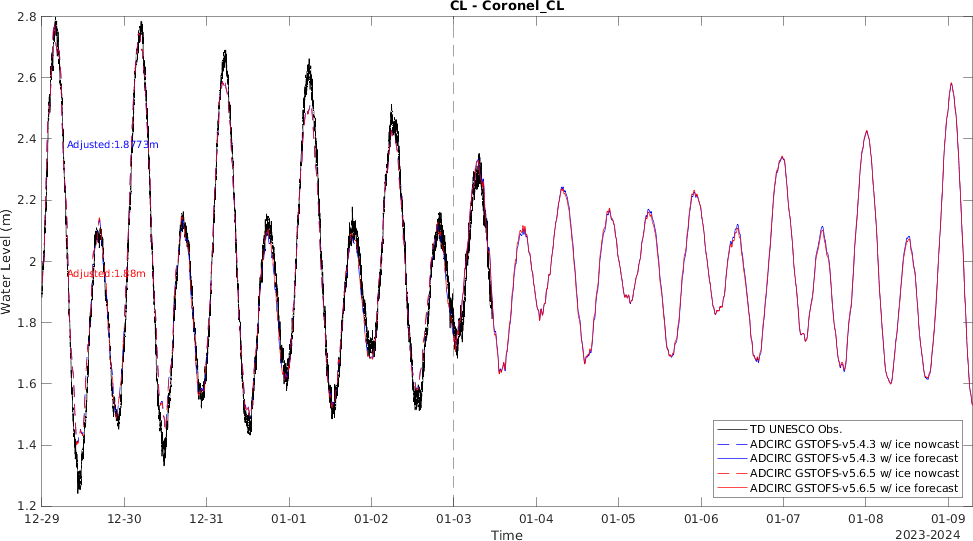 CL - Coronel_CL
2.8
2.6
2.4
2.2
2
1.8
1.6
1.4
1.2
Water Level (m)
Adjusted:1.8773m
Adjusted:1.88m
TD UNESCO Obs.
ADCIRC GSTOFS-v5.4.3 w/ ice nowcast
ADCIRC GSTOFS-v5.4.3 w/ ice forecast
ADCIRC GSTOFS-v5.6.5 w/ ice nowcast
ADCIRC GSTOFS-v5.6.5 w/ ice forecast
12-29 12-30 12-31 01-01 01-02 01-03 01-04 01-05 01-06 01-07 01-08 01-09
Time
2023-2024